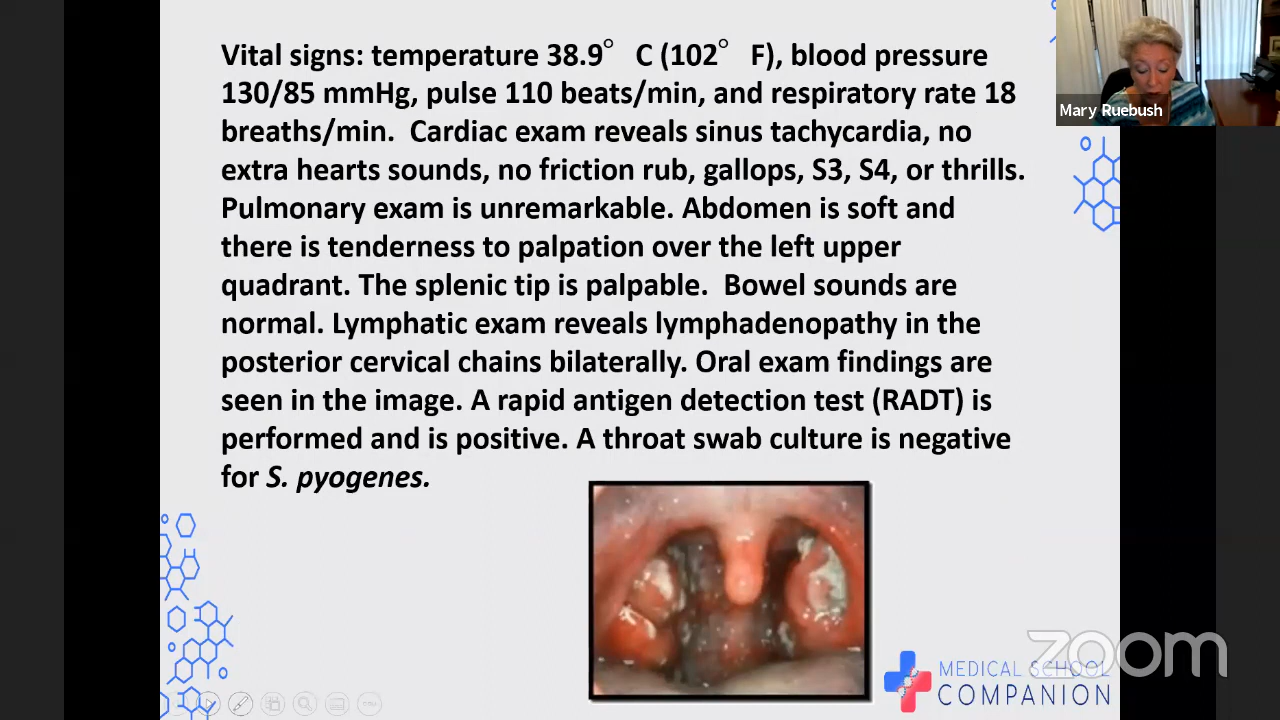 Vital signs: temperature 38.9° C (102° F), blood pressure
130/85 mmHg, pulse 110 beats/min, and respiratory rate 18
breaths/min. Cardiac exam reveals sinus tachycardia, no
extra hearts sounds, no friction rub, gallops, S3, S4, or thrills.
Pulmonary exam is unremarkable. Abdomen is soft and
there is tenderness to palpation over the left upper
quadrant. The splenic tip is palpable. Bowel sounds are
normal. Lymphatic exam reveals lymphadenopathy in the
posterior cervical chains bilaterally. Oral exam findings are
seen in the image. A rapid antigen detection test (RADT) is
performed and is positive. A throat swab culture is negative
for S. pyogenes.
Mary Ruebush
zoom
MEDICAL SCHOOL
COMPANION